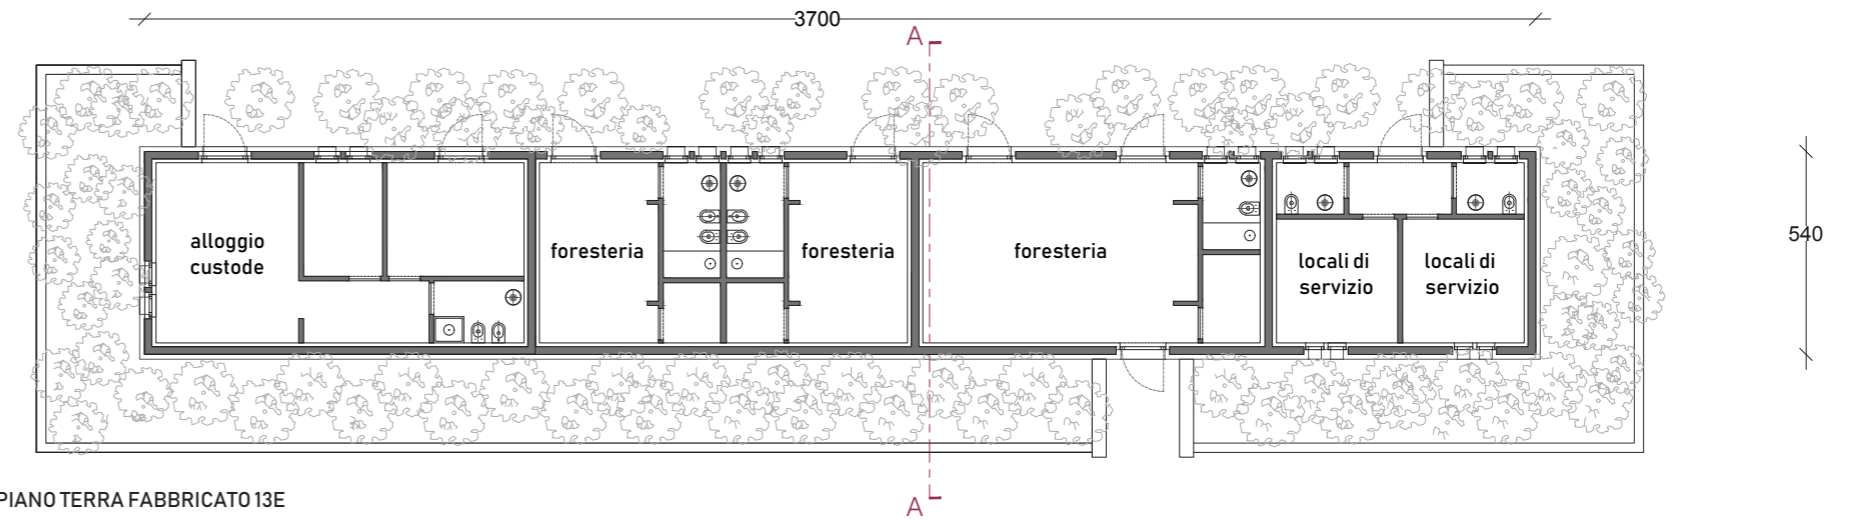 3700
A
540
alloggio
custode
foresteria
foresteria
foresteria
locali di
servizio
locali di
servizio
A
PIANO TERRA FABBRICATO 13E